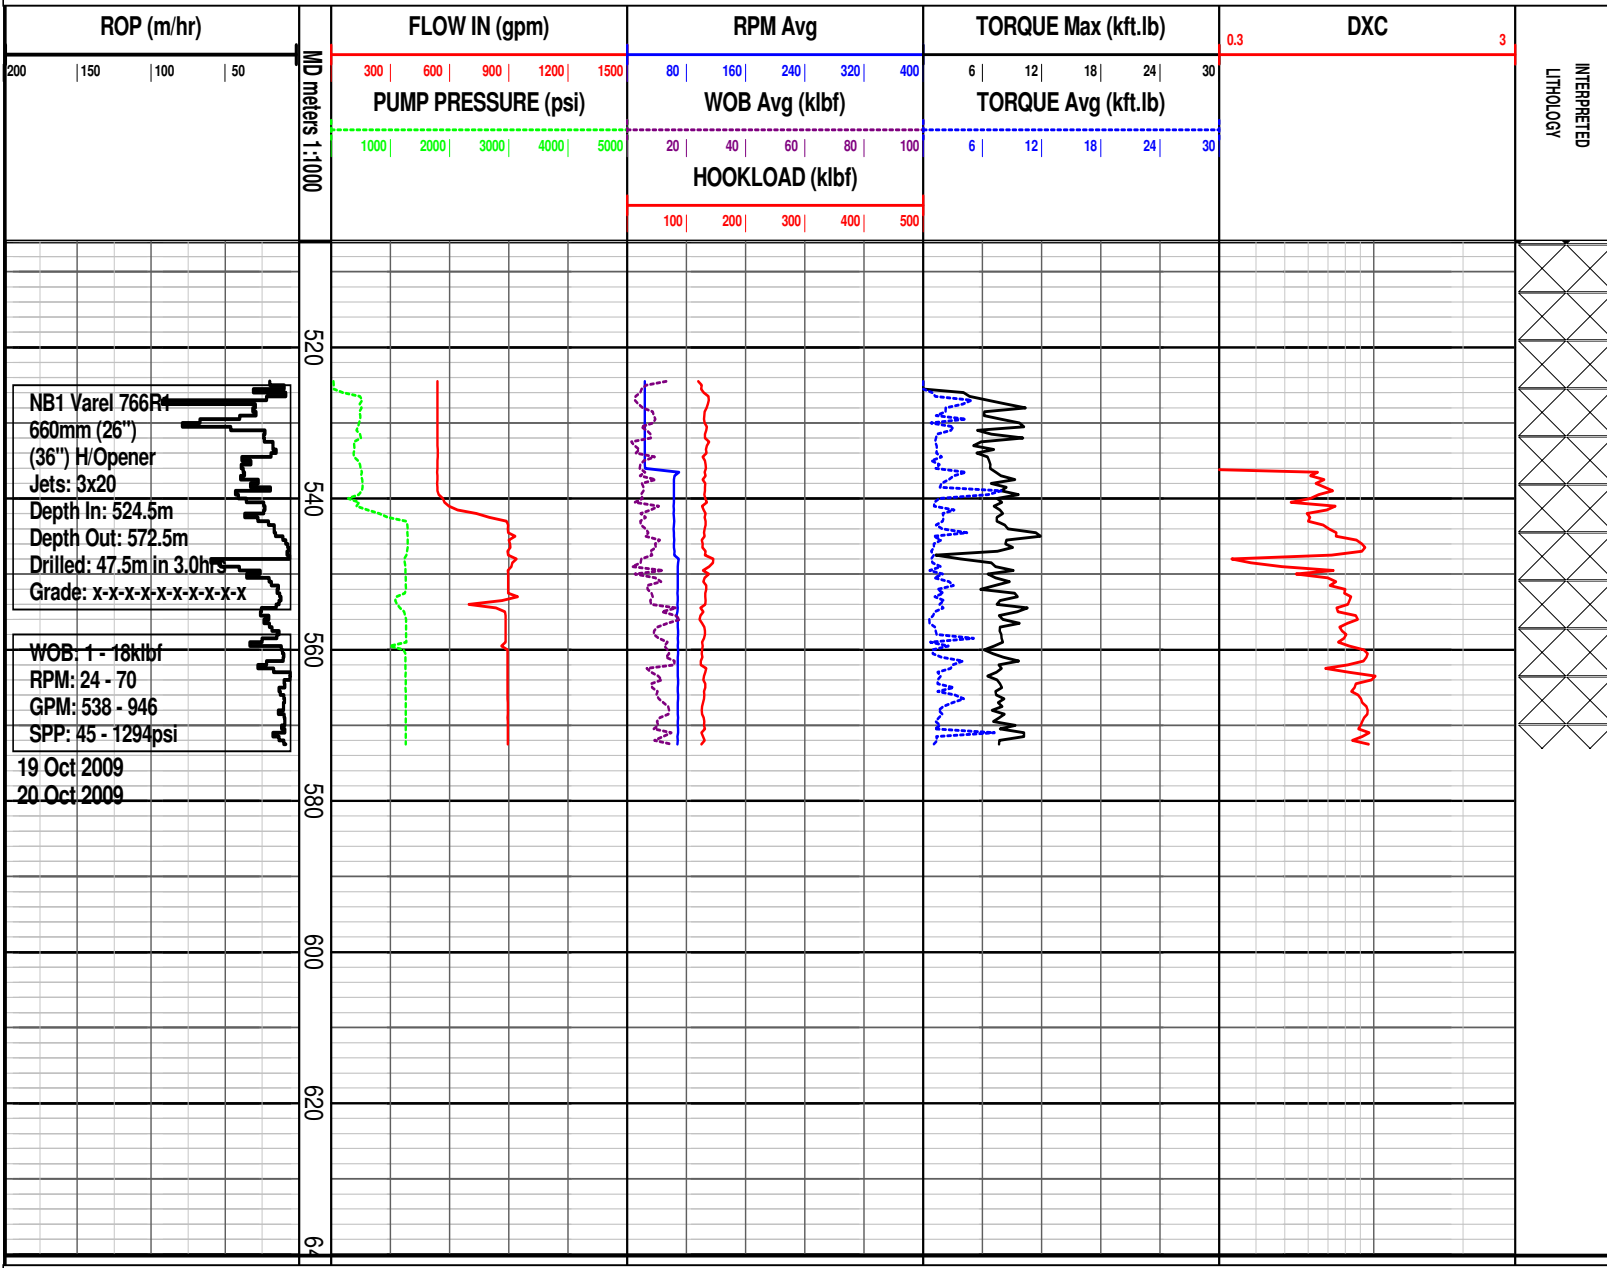 ROP (m/hr)
200 150 100 50
MD meters 1:1000
FLOW IN (gpm)
300 600 900 1200 1500
PUMP PRESSURE (psi)
1000 2000 3000 4000 5000
RPM Avg
80 160 240 320 400
WOB Avg (klbf)
20 40 60 80 100
HOOKLOAD (klbf)
100 200 300 400 500
TORQUE Max (kft.lb)
6 12 18 24 30
TORQUE Avg (kft.lb)
6 12 18 24 30
DXC
0.3 3
INTERPRETED
LITHOLOGY
520
540
560
580
600
620
64
NB1 Varel 766R1
660mm (26")
(36") H/Opener
Jets: 3x20
Depth In: 524.5m
Depth Out: 572.5m
Drilled: 47.5m in 3.0hrs
Grade: x-x-x-x-x-x-x-x-x-x
WOB: 1 - 18klbf
RPM: 24 - 70
GPM: 538 - 946
SPP: 45 - 1294psi
19 Oct 2009
20 Oct 2009